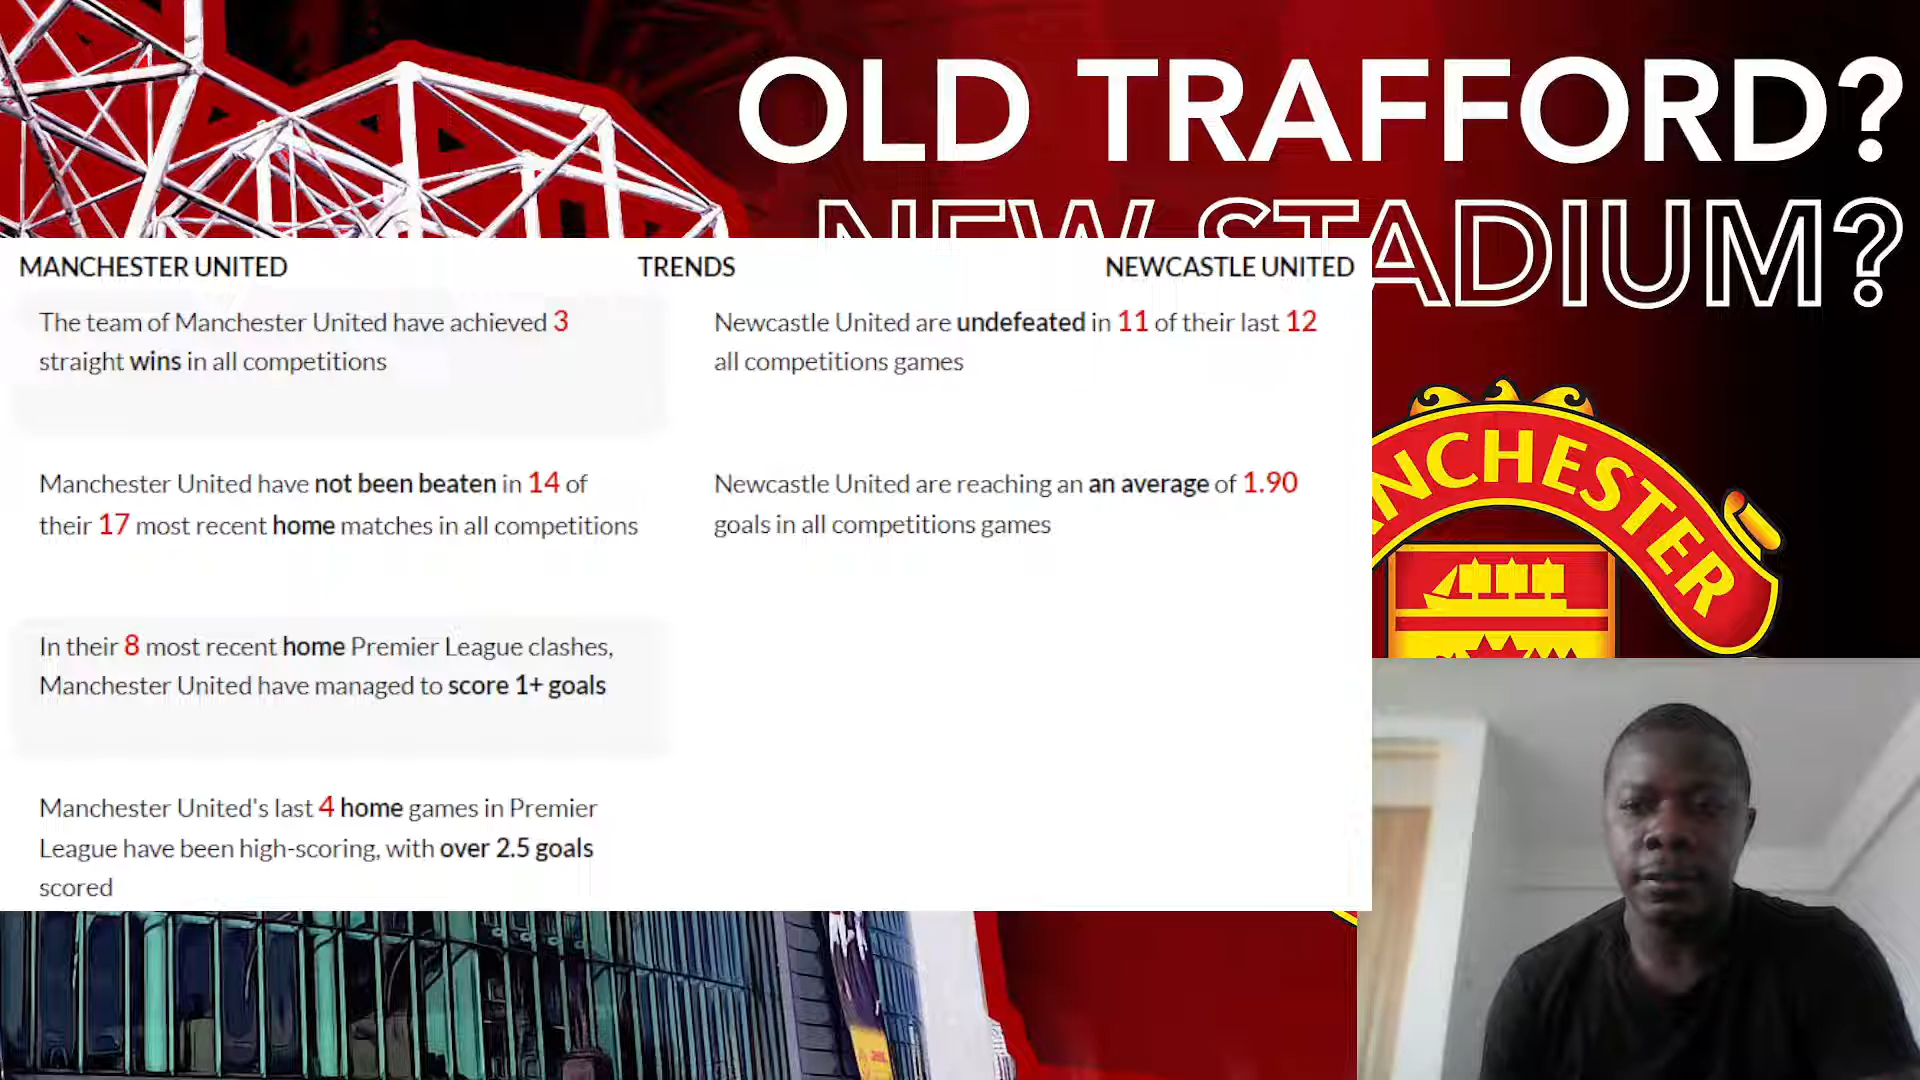 OLD TRAFFORD?
NEW STADIUM?
MANCHESTER UNITED TRENDS NEWCASTLE UNITED
The team of Manchester United have achieved 3
straight wins in all competitions
Newcastle United are undefeated in 11 of their last 12
all competitions games
Manchester United have not been beaten in 14 of
their 17 most recent home matches in all competitions
Newcastle United are reaching an average of 1.90
goals in all competitions games
In their 8 most recent home Premier League clashes,
Manchester United have managed to score 1+ goals
Manchester United's last 4 home games in Premier
League have been high-scoring, with over 2.5 goals
scored
ANCHESTER